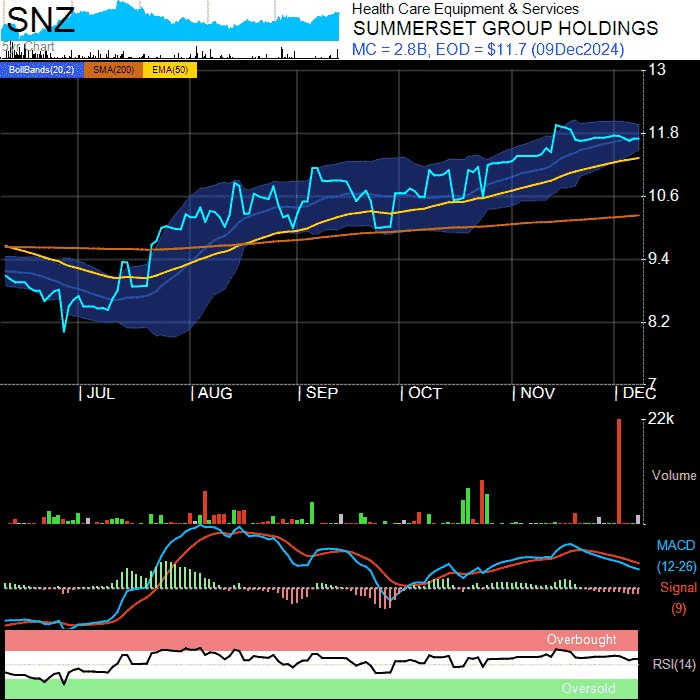 SNZ
5yr Chart
Health Care Equipment & Services
SUMMERSET GROUP HOLDINGS
MC = 2.8B, EOD = $11.7 (09Dec2024)
BollBands(20,2) SMA(200) EMA(50)
13
11.8
10.6
9.4
8.2
7
JUL AUG SEP OCT NOV DEC
22k
Volume
MACD
(12-26)
Signal
(9)
Overbought
RSI(14)
Oversold